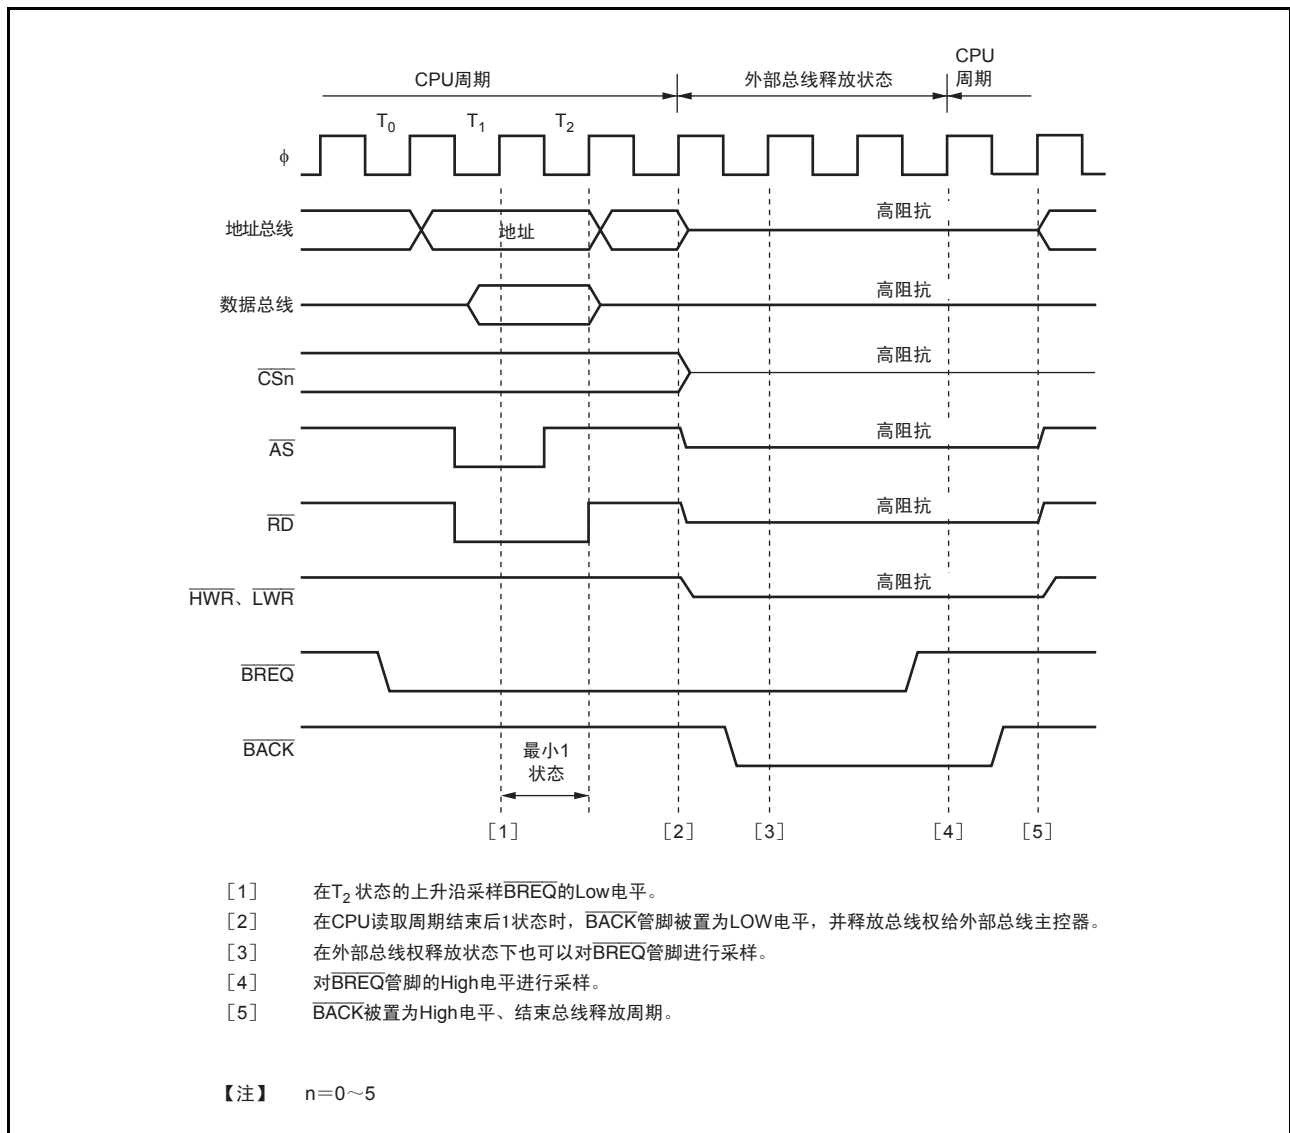 CPU周期
外部总线释放状态
CPU
周期
T0
T1
T2
ϕ
地址总线
地址
高阻抗
数据总线
高阻抗
CSn
高阻抗
AS
高阻抗
RD
高阻抗
HWR、LWR
高阻抗
BREQ
BACK
最小1
状态
［1］
［2］
［3］
［4］
［5］
［1］ 在T2 状态的上升沿采样BREQ的Low电平。
［2］ 在CPU读取周期结束后1状态时，BACK管脚被置为LOW电平，并释放总线权给外部总线主控器。
［3］ 在外部总线权释放状态下也可以对BREQ管脚进行采样。
［4］ 对BREQ管脚的High电平进行采样。
［5］ BACK被置为High电平、结束总线释放周期。
【注】 n＝0～5